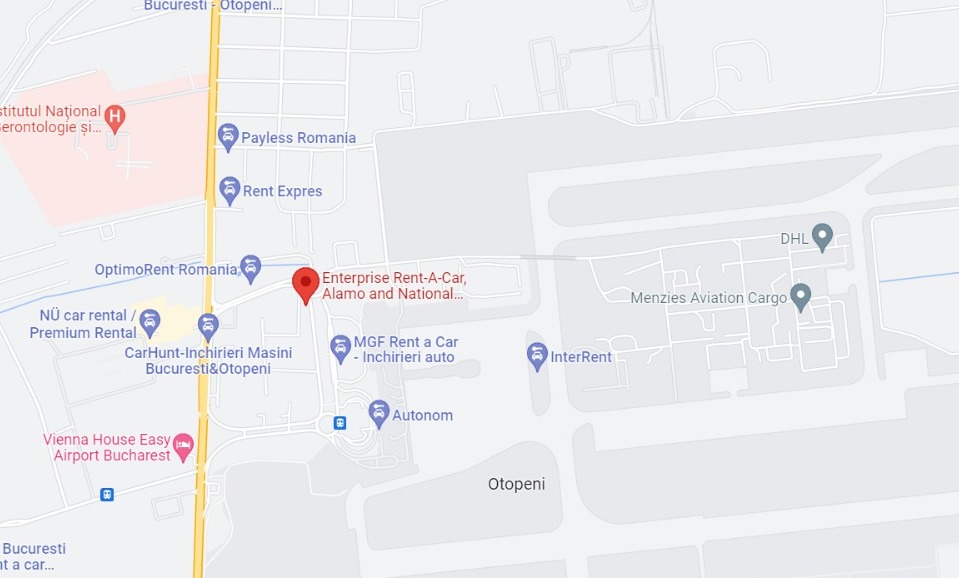 Bucuresti - Otopeni...
stitutul Național
Gerontologie și...
H
Payless Romania
Rent Expres
DHL
OptimoRent Romania
Enterprise Rent-A-Car,
Alamo and National...
Menzies Aviation Cargo
NÜ car rental /
Premium Rental
CarHunt-Inchirieri Masini
Bucuresti&Otopeni
MGF Rent a Car
- Inchirieri auto
InterRent
Autonom
Vienna House Easy
Airport Bucharest
Otopeni
Bucuresti
nt a car...